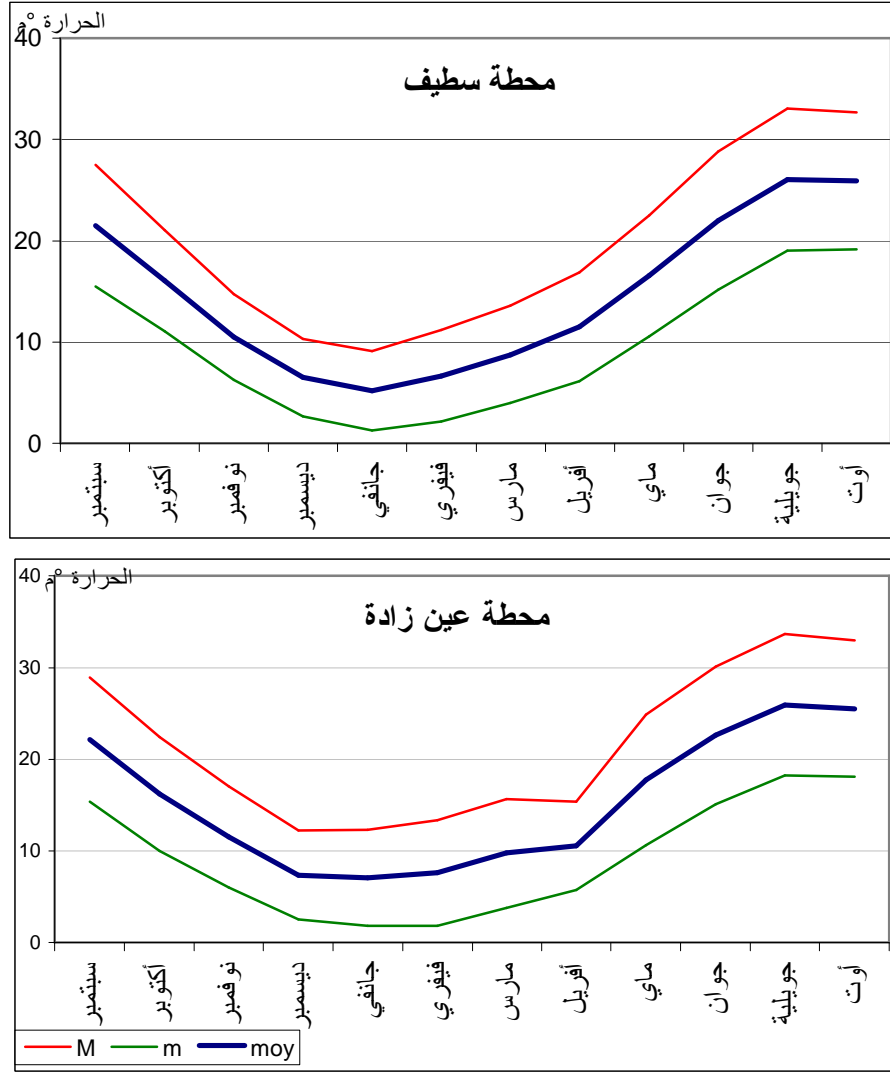 الحرارة °م
محطة سطيف
40
30
20
10
0
سبتمبر
أكتوبر
نوفمبر
ديسمبر
جانفي
فيفري
مارس
أفريل
ماي
جوان
جويلية
أوت
الحرارة °م
محطة عين زادة
40
30
20
10
0
سبتمبر
أكتوبر
نوفمبر
ديسمبر
جانفي
فيفري
مارس
أفريل
ماي
جوان
جويلية
أوت
M m moy